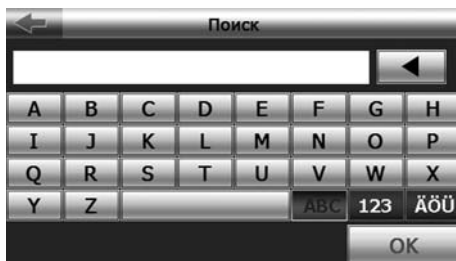 Поиск
A B C D E F G H
I J K L M N O P
Q R S T U V W X
Y Z ABC 123 ÄÖÜ
OK